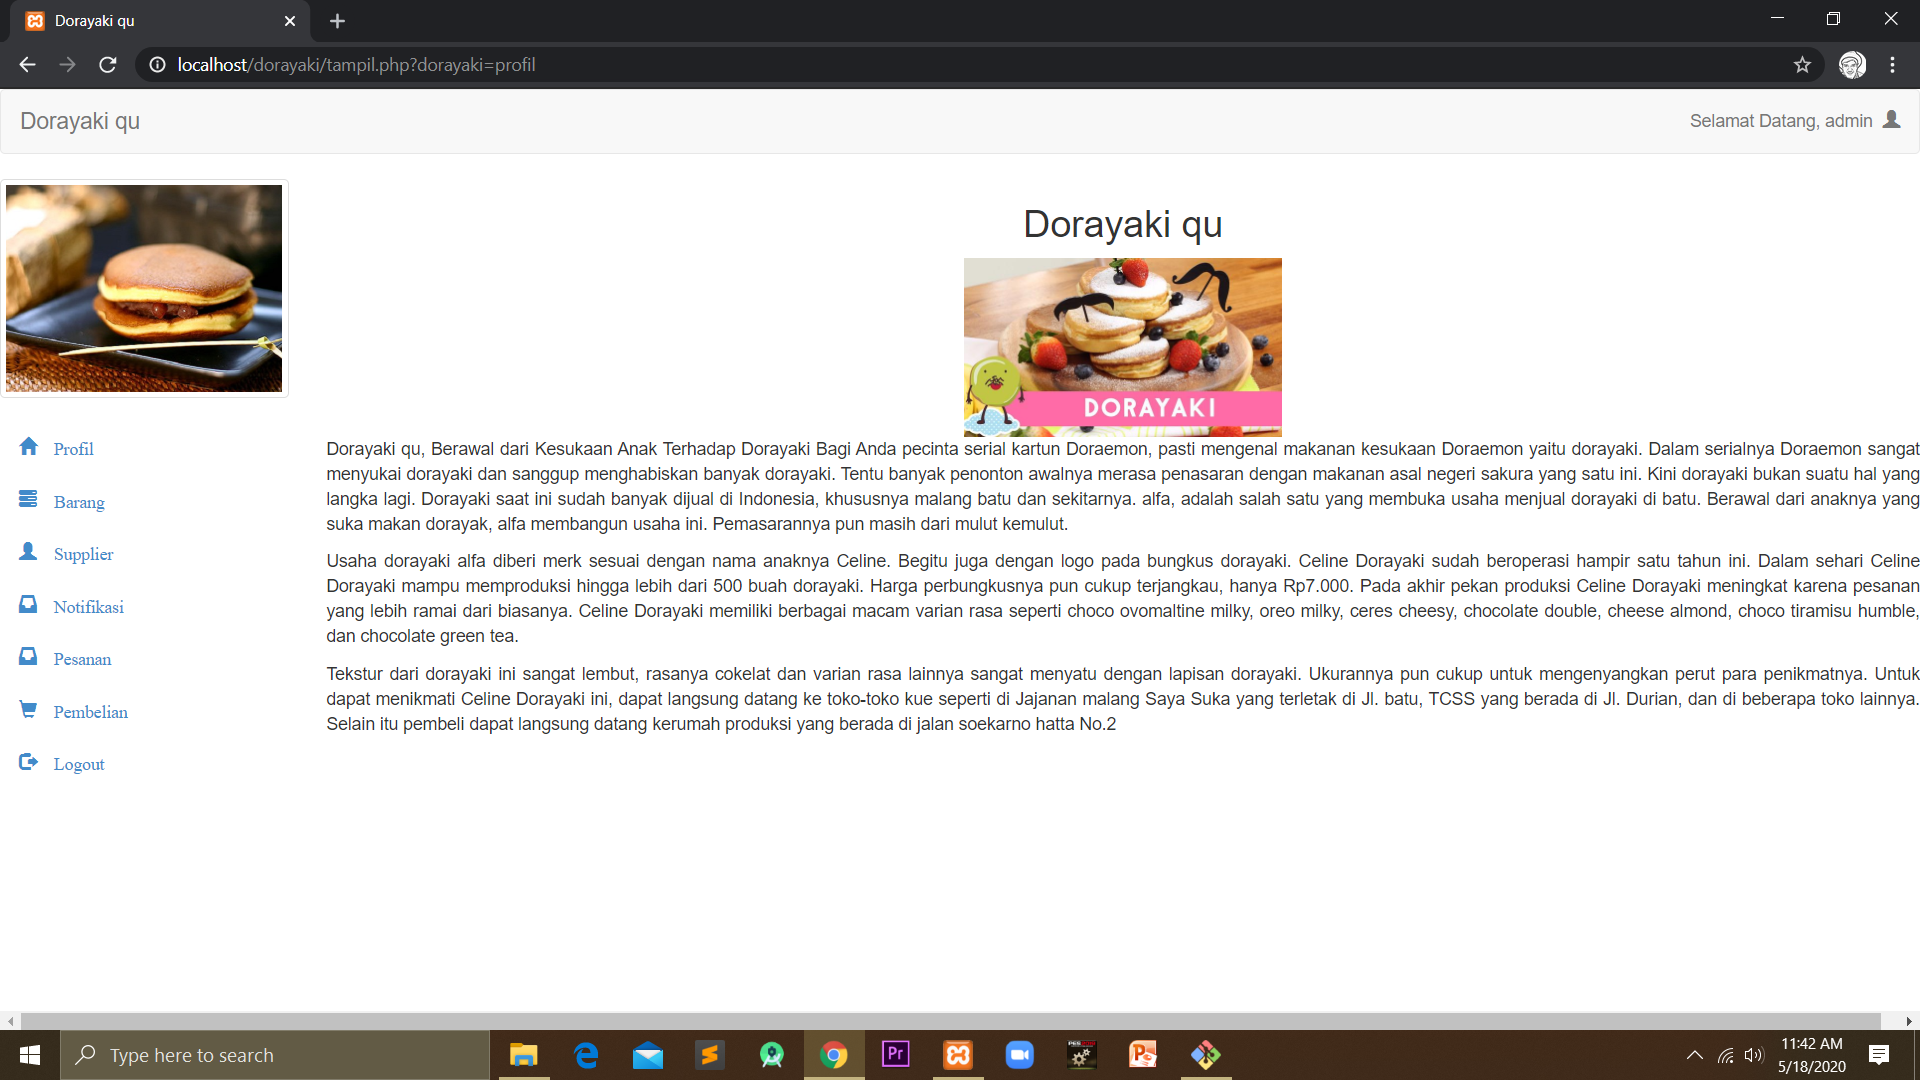 Dorayaki qu
localhost/dorayaki/tampil.php?dorayaki=profil
Dorayaki qu
Selamat Datang, admin
Dorayaki qu
DORAYAKI
Profil
Barang
Supplier
Notifikasi
Pesanan
Pembelian
Logout
Dorayaki qu, Berawal dari Kesukaan Anak Terhadap Dorayaki Bagi Anda pecinta serial kartun Doraemon, pasti mengenal makanan kesukaan Doraemon yaitu dorayaki. Dalam serialnya Doraemon sangat
menyukai dorayaki dan sanggup menghabiskan banyak dorayaki. Tentu banyak penonton awalnya merasa penasaran dengan makanan asal negeri sakura yang satu ini. Kini dorayaki bukan suatu hal yang
langka lagi. Dorayaki saat ini sudah banyak dijual di Indonesia, khususnya malang batu dan sekitarnya. alfa, adalah salah satu yang membuka usaha menjual dorayaki di batu. Berawal dari anaknya yang
suka makan dorayak, alfa membangun usaha ini. Pemasarannya pun masih dari mulut kemulut.
Usaha dorayaki alfa diberi merk sesuai dengan nama anaknya Celine. Begitu juga dengan logo pada bungkus dorayaki. Celine Dorayaki sudah beroperasi hampir satu tahun ini. Dalam sehari Celine
Dorayaki mampu memproduksi hingga lebih dari 500 buah dorayaki. Harga perbungkusnya pun cukup terjangkau, hanya Rp7.000. Pada akhir pekan produksi Celine Dorayaki meningkat karena pesanan
yang lebih ramai dari biasanya. Celine Dorayaki memiliki berbagai macam varian rasa seperti choco ovomaltine milky, oreo milky, ceres cheesy, chocolate double, cheese almond, choco tiramisu humble,
dan chocolate green tea.
Tekstur dari dorayaki ini sangat lembut, rasanya cokelat dan varian rasa lainnya sangat menyatu dengan lapisan dorayaki. Ukurannya pun cukup untuk mengenyangkan perut para penikmatnya. Untuk
dapat menikmati Celine Dorayaki ini, dapat langsung datang ke toko-toko kue seperti di Jajanan malang Saya Suka yang terletak di Jl. batu, TCSS yang berada di Jl. Durian, dan di beberapa toko lainnya.
Selain itu pembeli dapat langsung datang kerumah produksi yang berada di jalan soekarno hatta No.2
Type here to search
Pr
11:42 AM
5/18/2020